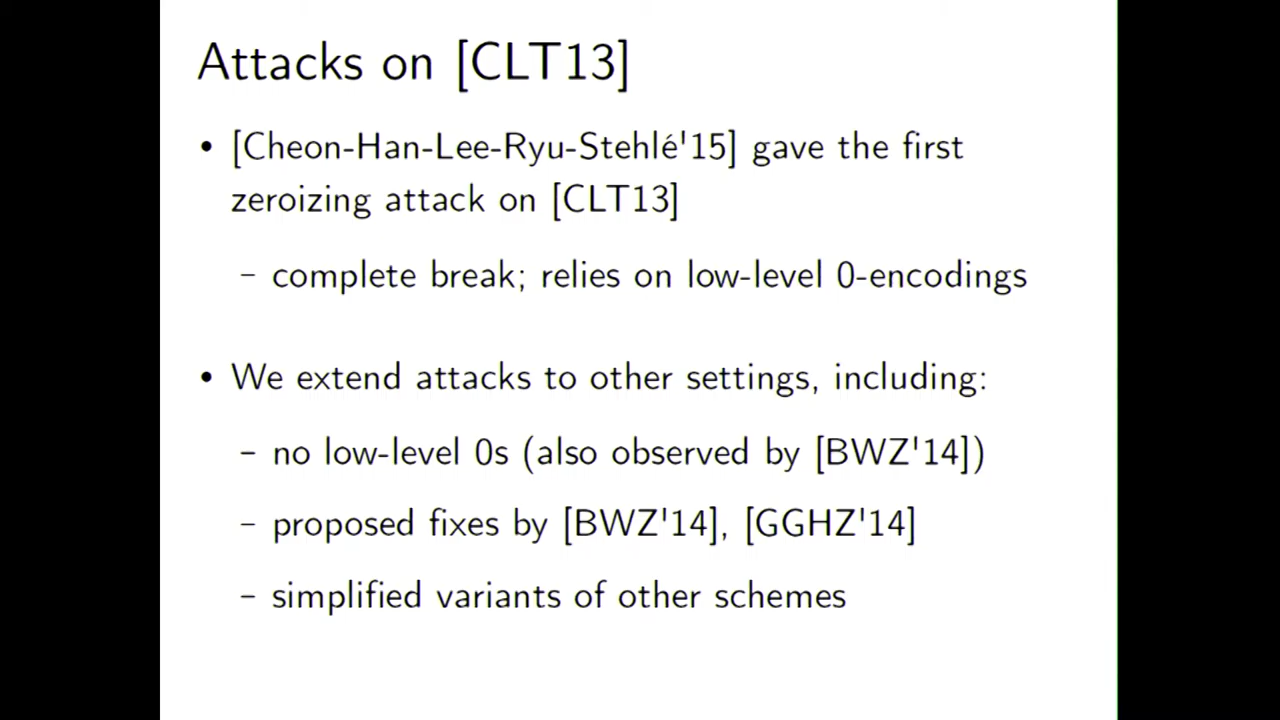 Attacks on [CLT13]
• [Cheon-Han-Lee-Ryu-Stehlé'15] gave the first
zeroizing attack on [CLT13]
– complete break; relies on low-level 0-encodings
• We extend attacks to other settings, including:
– no low-level 0s (also observed by [BWZ'14])
– proposed fixes by [BWZ'14], [GGHZ'14]
– simplified variants of other schemes